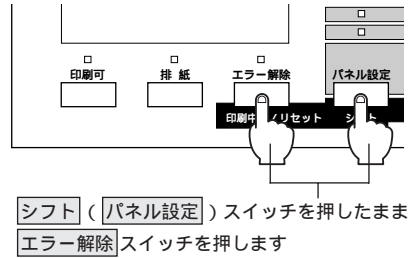 印刷可 排 紙 エラー解除 パネル設定
印刷中 リセット シ ト
シフト ( パネル設定 ) スイッチを押したまま
エラー解除 スイッチを押します